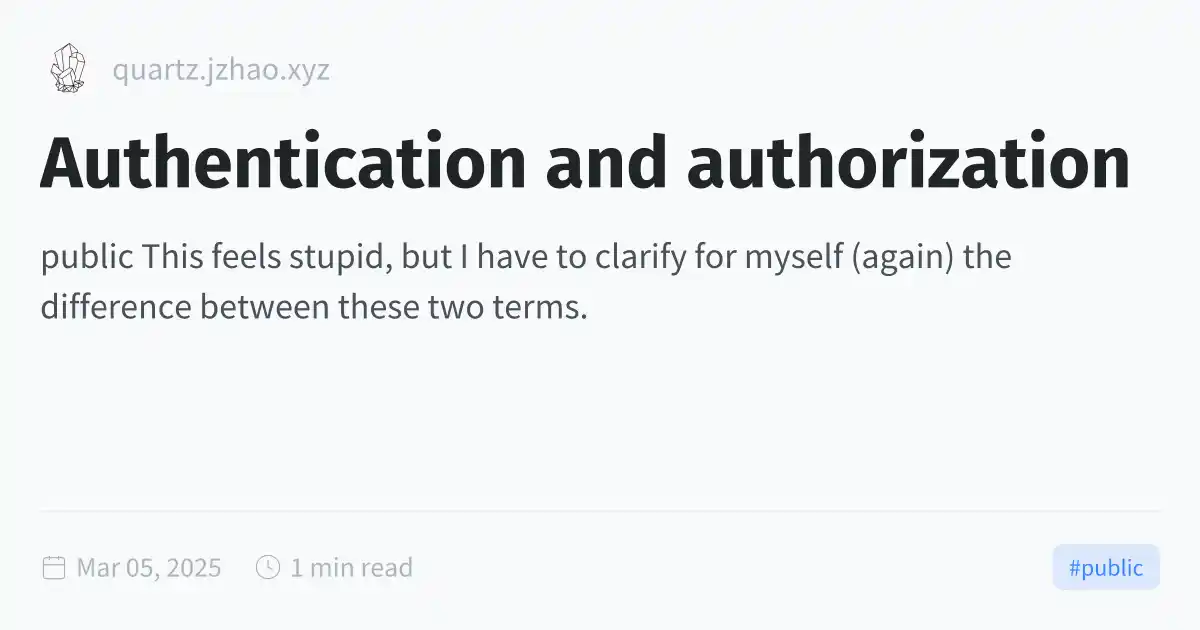 quartz.jzhao.xyz
Authentication and authorization
public This feels stupid, but I have to clarify for myself (again) the
difference between these two terms.
Mar 05, 2025
1 min read
#public